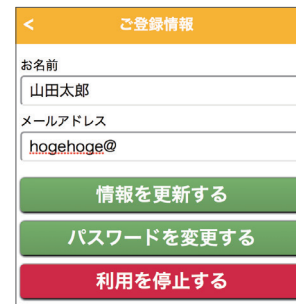 < ご登録情報
お名前
山田太郎
メールアドレス
hogehoge@
情報を更新する
パスワードを変更する
利用を停止する